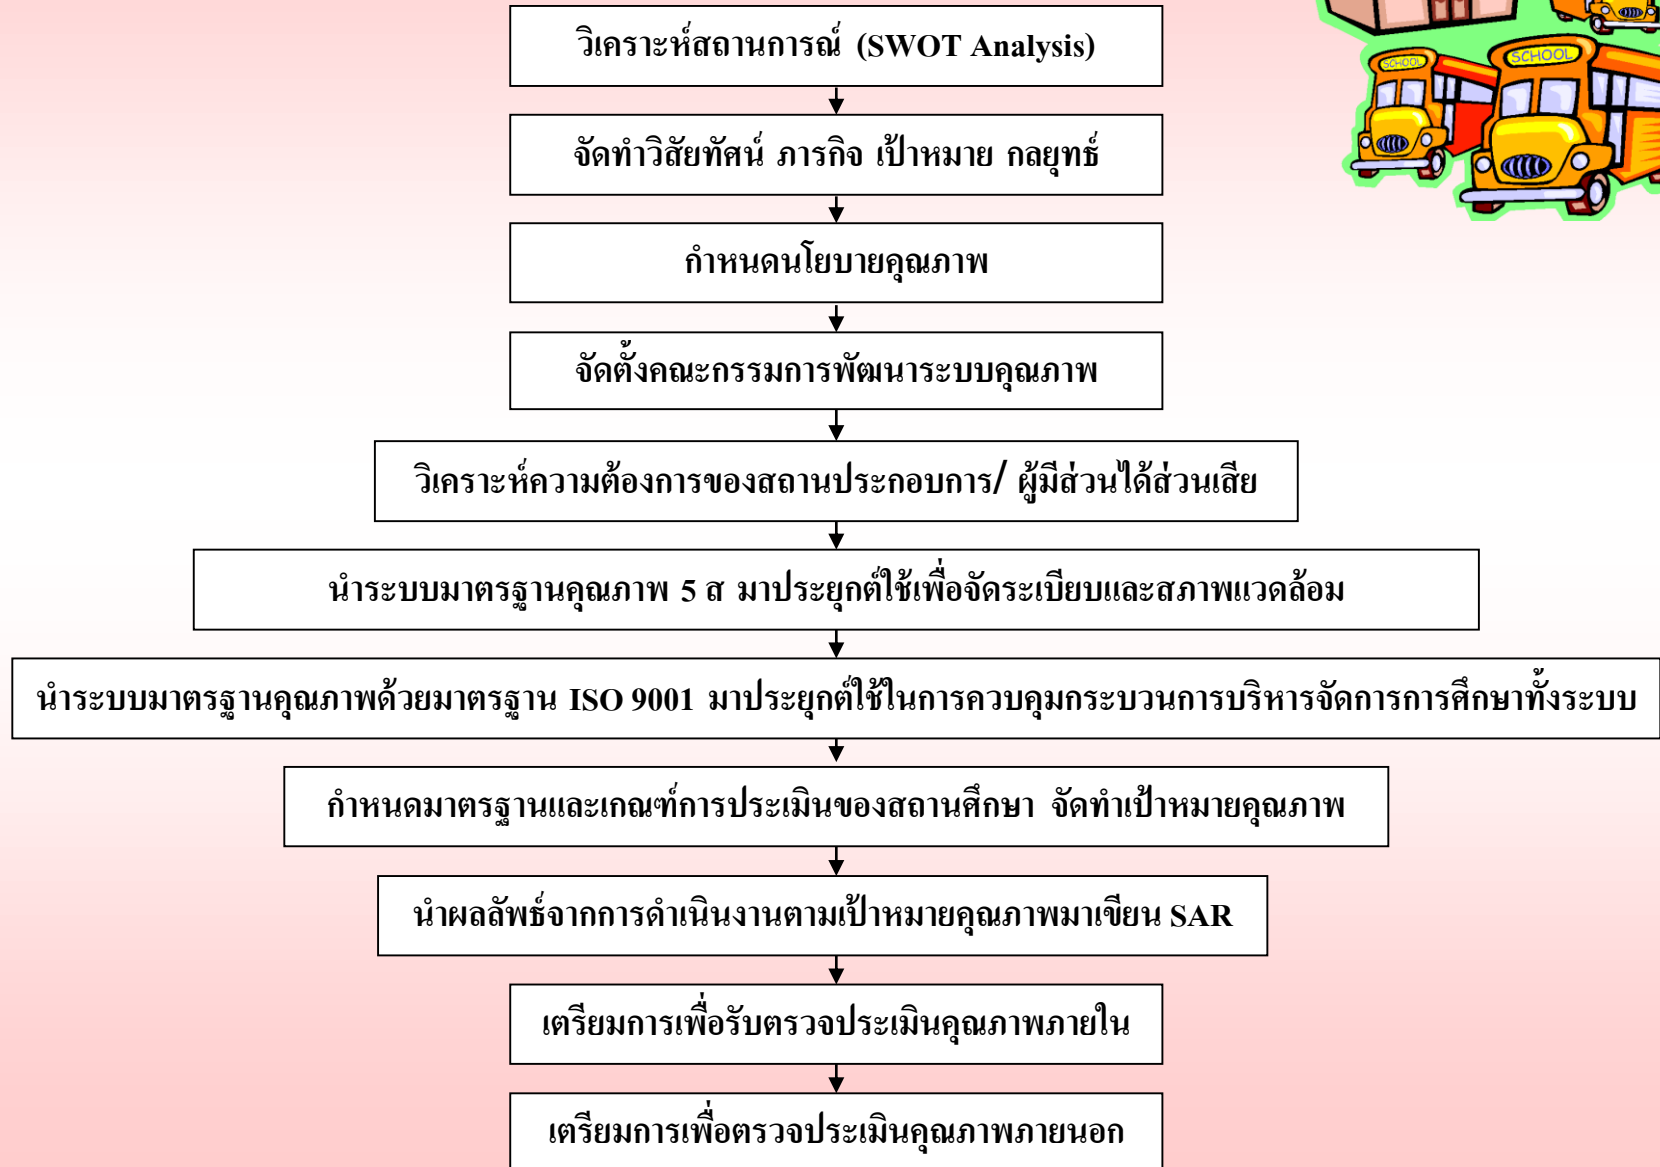 วิเคราะห์สถานการณ์ (SWOT Analysis)
SCHOOL
SCHOOL
จัดทำวิสัยทัศน์ ภารกิจ เป้าหมาย กลยุทธ์
กำหนดนโยบายคุณภาพ
จัดตั้งคณะกรรมการพัฒนาระบบคุณภาพ
วิเคราะห์ความต้องการของสถานประกอบการ/ ผู้มีส่วนได้ส่วนเสีย
นำระบบมาตรฐานคุณภาพ 5 ส มาประยุกต์ใช้เพื่อจัดระเบียบและสภาพแวดล้อม
นำระบบมาตรฐานคุณภาพด้วยมาตรฐาน ISO 9001 มาประยุกต์ใช้ในการควบคุมกระบวนการบริหารจัดการการศึกษาทั้งระบบ
กำหนดมาตรฐานและเกณฑ์การประเมินของสถานศึกษา จัดทำเป้าหมายคุณภาพ
นำผลลัพธ์จากการดำเนินงานตามเป้าหมายคุณภาพมาเขียน SAR
เตรียมการเพื่อรับตรวจประเมินคุณภาพภายใน
เตรียมการเพื่อตรวจประเมินคุณภาพภายนอก